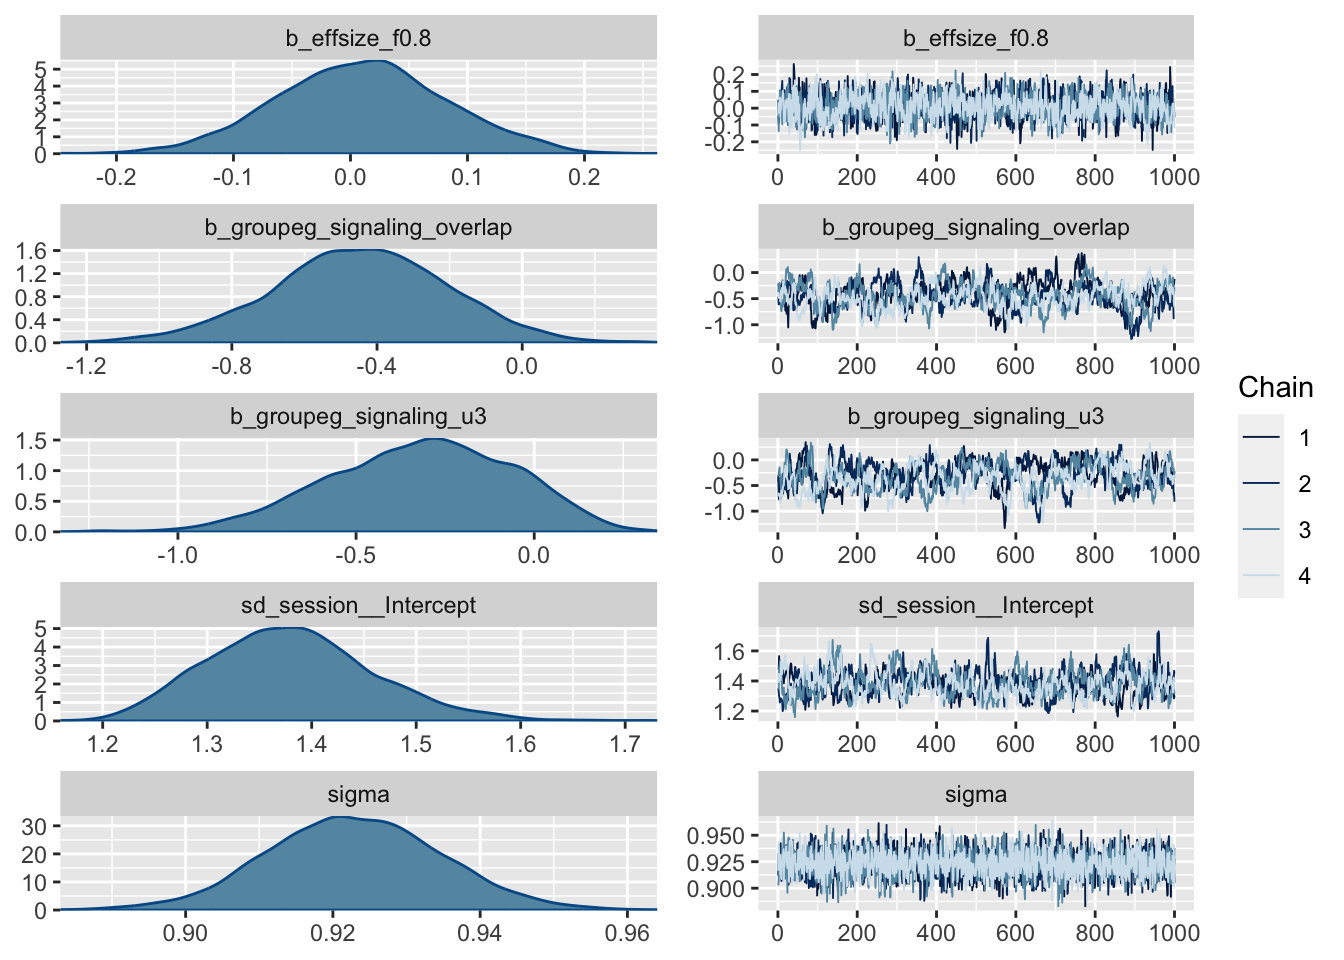 b_effsize_f0.8
5
4
3
2
1
0
-0.2 -0.1 0.0 0.1 0.2
b_effsize_f0.8
0.2
0.1
0.0
-0.1
-0.2
0 200 400 600 800 1000
b_groupeg_signaling_overlap
1.6
1.2
0.8
0.4
0.0
-1.2 -0.8 -0.4 0.0
b_groupeg_signaling_overlap
0.0
-0.5
-1.0
0 200 400 600 800 1000
b_groupeg_signaling_u3
1.5
1.0
0.5
0.0
-1.0 -0.5 0.0
b_groupeg_signaling_u3
0.0
-0.5
-1.0
0 200 400 600 800 1000
sd_session__Intercept
5
4
3
2
1
0
1.2 1.3 1.4 1.5 1.6 1.7
sd_session__Intercept
1.6
1.4
1.2
0 200 400 600 800 1000
sigma
30
20
10
0
0.90 0.92 0.94 0.96
sigma
0.950
0.925
0.900
0 200 400 600 800 1000
Chain
1
2
3
4